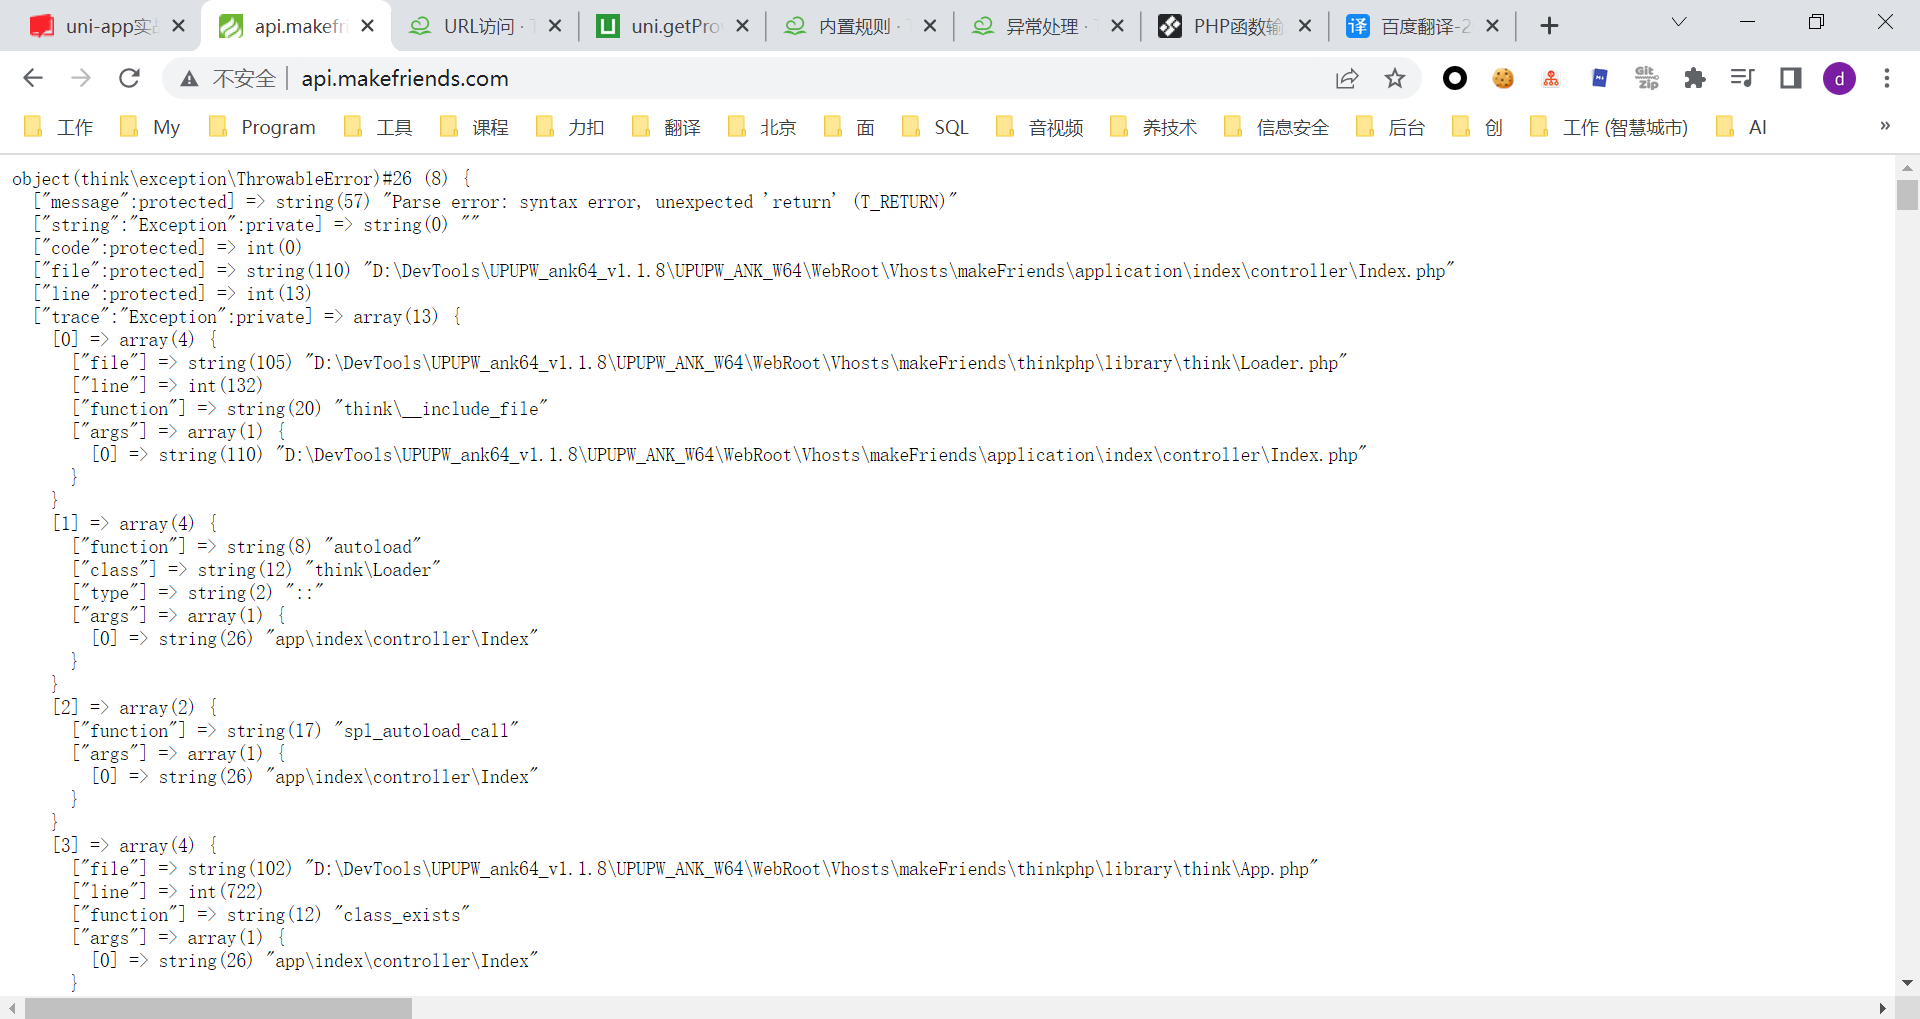 uni-app实战
api.makefri
URL访问 · T
uni.getPro
内置规则 · T
异常处理 · T
PHP函数输
百度翻译-2
不安全 api.makefriends.com
Git Zip
d
工作 My Program 工具 课程 力扣 翻译 北京 面 SQL 音视频 养技术 信息安全 后台 创 工作 (智慧城市) AI »
object(think\exception\ThrowableError)#26 (8) {
["message":protected] => string(57) "Parse error: syntax error, unexpected 'return' (T_RETURN)"
["string":"Exception":private] => string(0) ""
["code":protected] => int(0)
["file":protected] => string(110) "D:\DevTools\UPUPW_ank64_v1.1.8\UPUPW_ANK_W64\WebRoot\Vhosts\makeFriends\application\index\controller\Index.php"
["line":protected] => int(13)
["trace":"Exception":private] => array(13) {
[0] => array(4) {
["file"] => string(105) "D:\DevTools\UPUPW_ank64_v1.1.8\UPUPW_ANK_W64\WebRoot\Vhosts\makeFriends\thinkphp\library\think\Loader.php"
["line"] => int(132)
["function"] => string(20) "think\__include_file"
["args"] => array(1) {
[0] => string(110) "D:\DevTools\UPUPW_ank64_v1.1.8\UPUPW_ANK_W64\WebRoot\Vhosts\makeFriends\application\index\controller\Index.php"
}
}
[1] => array(4) {
["function"] => string(8) "autoload"
["class"] => string(12) "think\Loader"
["type"] => string(2) "::"
["args"] => array(1) {
[0] => string(26) "app\index\controller\Index"
}
}
[2] => array(2) {
["function"] => string(17) "spl_autoload_call"
["args"] => array(1) {
[0] => string(26) "app\index\controller\Index"
}
}
[3] => array(4) {
["file"] => string(102) "D:\DevTools\UPUPW_ank64_v1.1.8\UPUPW_ANK_W64\WebRoot\Vhosts\makeFriends\thinkphp\library\think\App.php"
["line"] => int(722)
["function"] => string(12) "class_exists"
["args"] => array(1) {
[0] => string(26) "app\index\controller\Index"
}